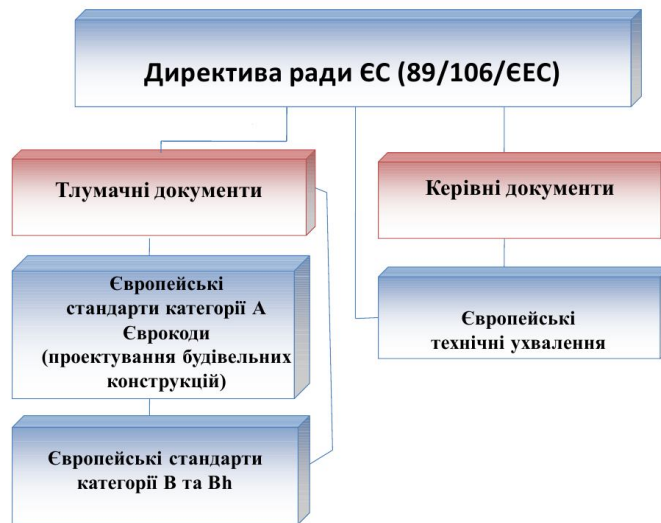 Директива ради ЄС (89/106/ЄЕС)
Тлумачні документи
Керівні документи
Європейські
стандарти категорії А
Єврокоди
(проектування будівельних
конструкцій)
Європейські
технічні ухвалення
Європейські стандарти
категорії В та Bh